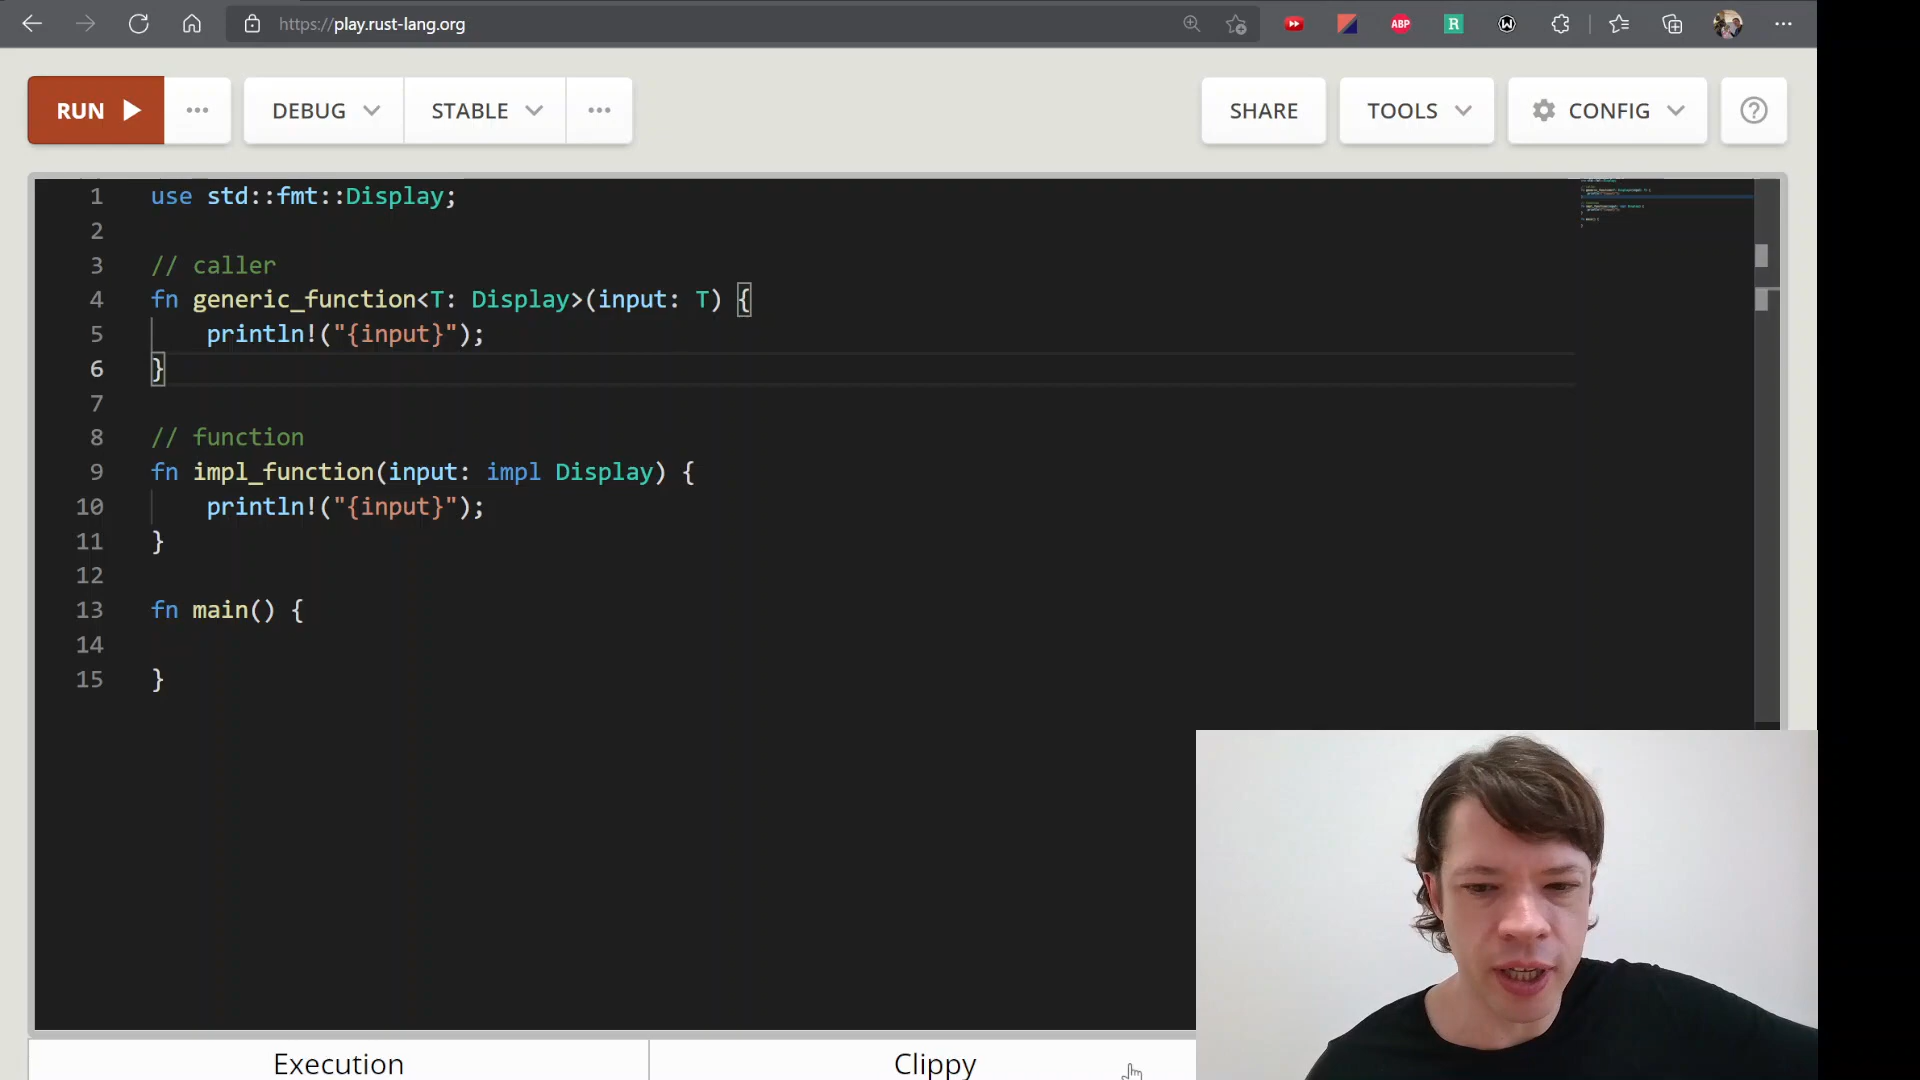 https://play.rust-lang.org
ABP
R
W
RUN
DEBUG
STABLE
SHARE
TOOLS
CONFIG
1 use std::fmt::Display;
2
3 // caller
4 fn generic_function<T: Display>(input: T) {
5     println!("{input}");
6 }
7
8 // function
9 fn impl_function(input: impl Display) {
10     println!("{input}");
11 }
12
13 fn main() {
14
15 }
Execution
Clippy